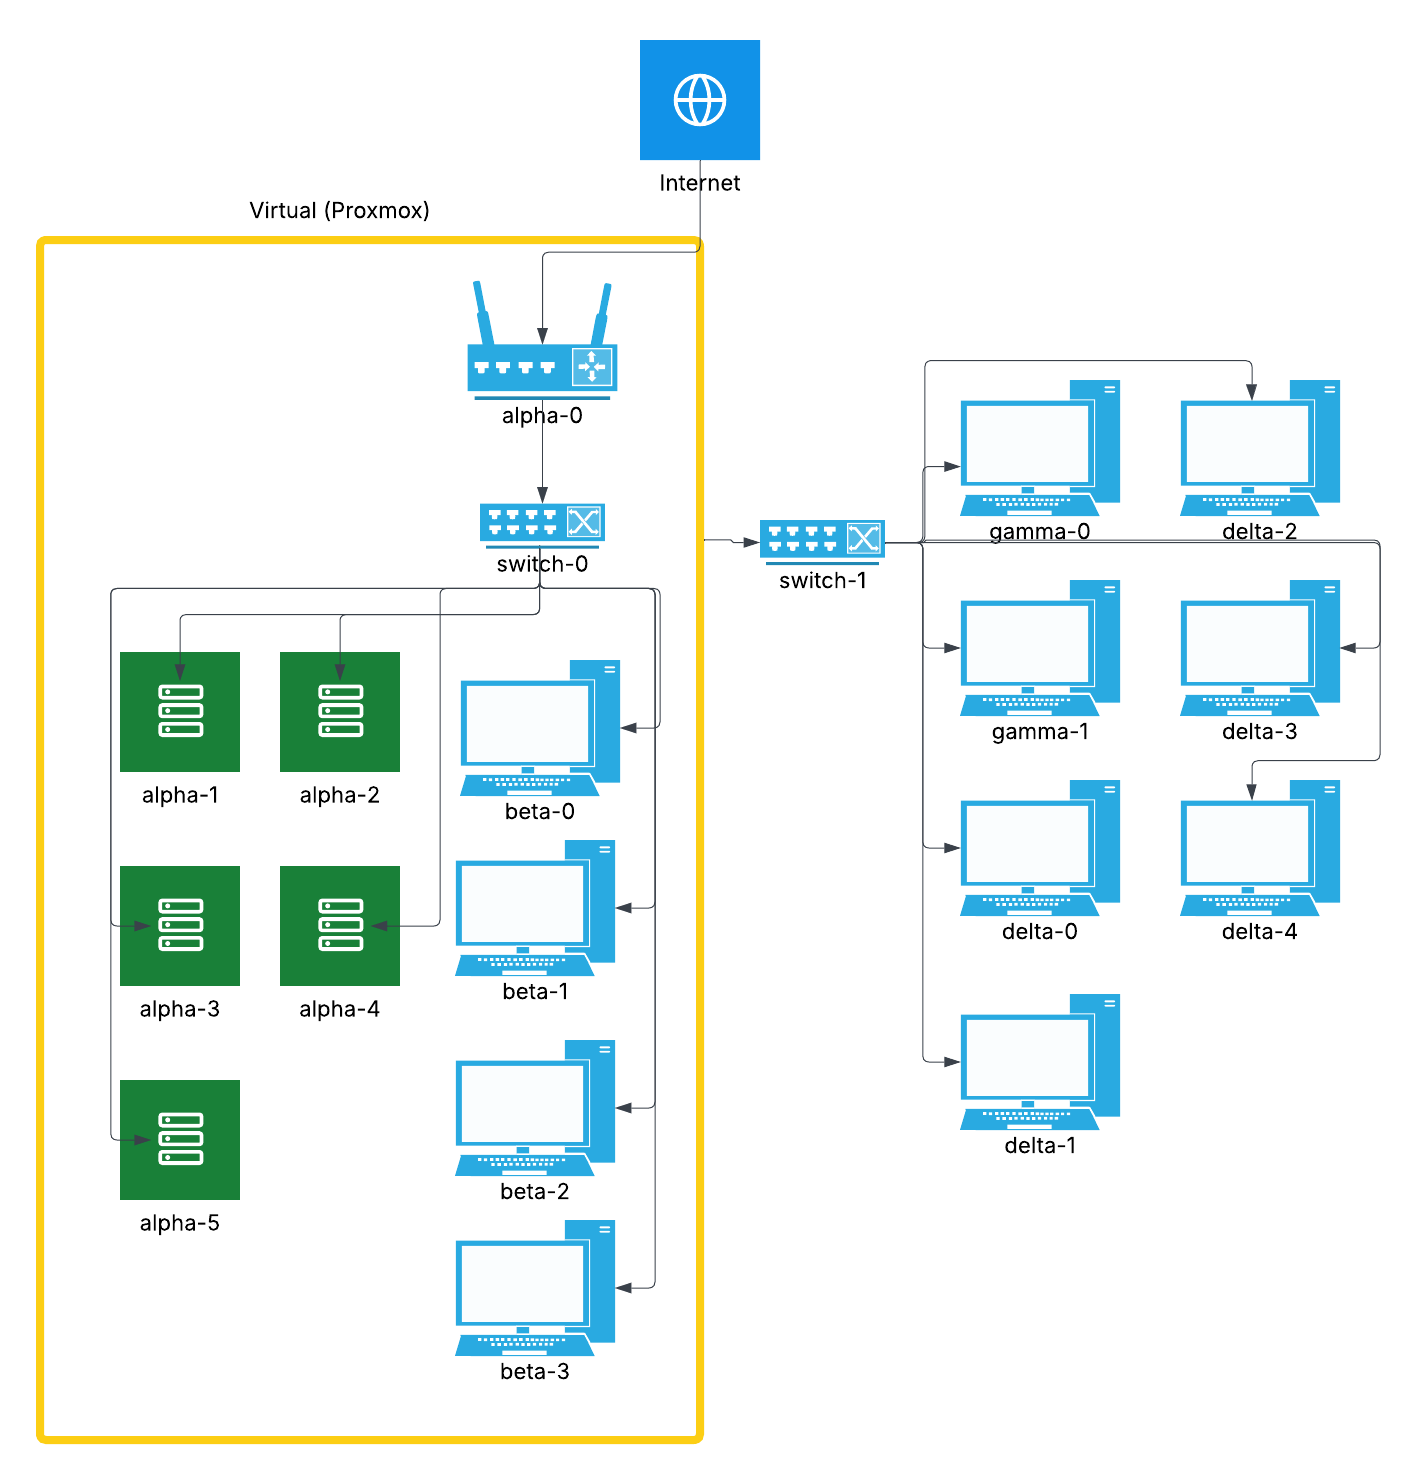 Internet
Virtual (Proxmox)
alpha-0
switch-0
switch-1
gamma-0
delta-2
gamma-1
delta-3
alpha-1
alpha-2
beta-0
delta-0
delta-4
alpha-3
alpha-4
beta-1
delta-1
alpha-5
beta-2
beta-3